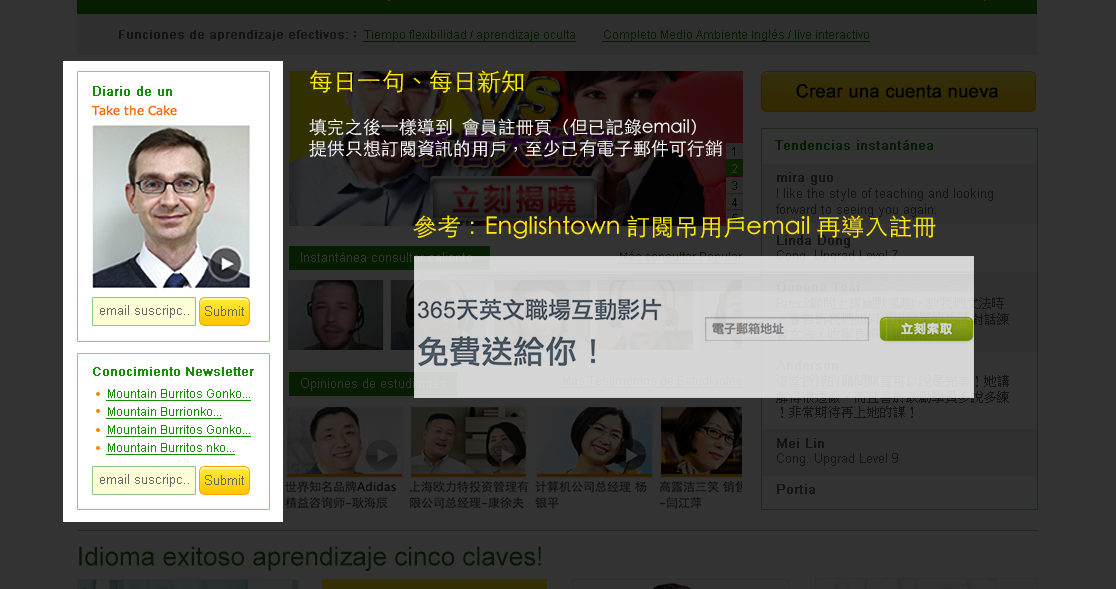 Funciones de aprendizaje efectivos: : Tiempo flexibilidad / aprendizaje oculta Completo Medio Ambiente Inglés / live interactivo
Diario de un
Take the Cake
email suscripc..
Submit
Conocimiento Newsletter
Mountain Burritos Gonko...
Mountain Burrionko...
Mountain Burritos Gonko...
Mountain Burritos nko...
email suscripc..
Submit
每日一句、每日新知
填完之後一樣導到 會員註冊頁（但已記錄email）
提供只想訂閱資訊的用戶，至少已有電子郵件可行銷
立刻揭曉
1
2
3
4
參考：Englishtown 訂閱吊用戶email 再導入註冊
Instantánea consultor caliente
365天英文職場互動影片
免費送給你！
電子郵箱地址
立刻索取
Opiniones de estudiantes
世界知名品牌Adidas
精益咨询师-耿海辰
上海欧力特投资管理有
限公司总经理-康徐夫
计算机公司总经理 杨
银平
高露洁三笑 销售
-闫江萍
Crear una cuenta nueva
Tendencias instantánea
mira guo
I like the style of teaching and looking
forward to seeing you again
Linda Dong
Cong. Upgrad Level 7
Anderson
！非常期待再上她的課！
Mei Lin
Cong. Upgrad Level 9
Portia
Idioma exitoso aprendizaje cinco claves!